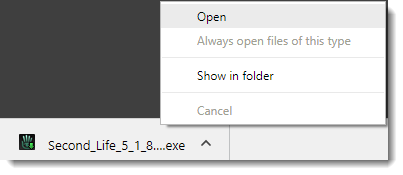 Open
Always open files of this type
Show in folder
Cancel
Second_Life_5_1_8....exe